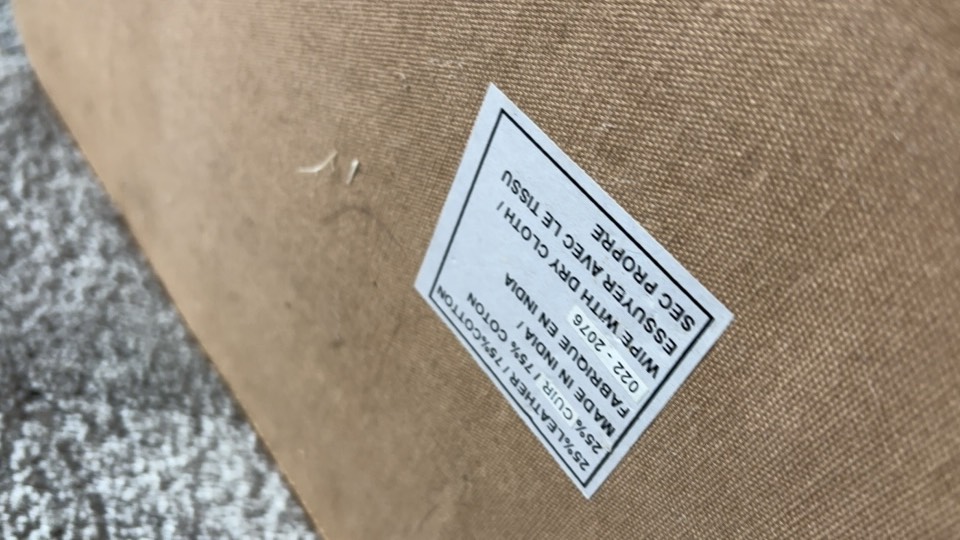 25%LEATHER / 75%COTTON
25% CUIR / 75% COTON
MADE IN INDIA /
FABRIQUE EN INDIA
022 - 2076
WIPE WITH DRY CLOTH /
ESSUYER AVEC LE TISSU
SEC PROPRE